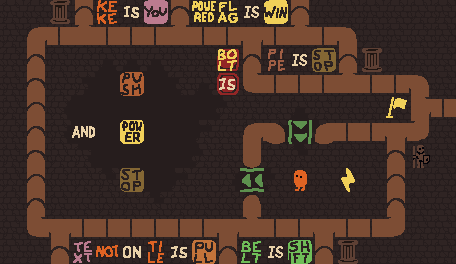 KEKE IS YOU POWERED FLAG IS WIN
BOLT PIPE IS STOP
PUSH IS
AND POWER
STOP
TEXT NOT ON TILE IS PULL BELT IS SHIFT